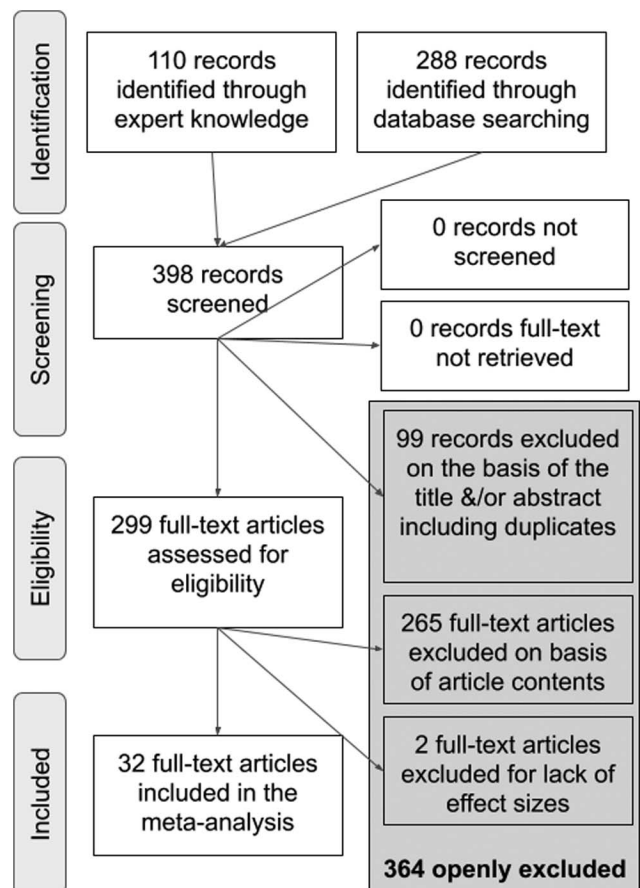 Identification
110 records
identified through
expert knowledge
288 records
identified through
database searching
Screening
398 records
screened
0 records not
screened
0 records full-text
not retrieved
99 records excluded
on the basis of the
title &/or abstract
including duplicates
Eligibility
299 full-text articles
assessed for
eligibility
265 full-text articles
excluded on basis
of article contents
Included
32 full-text articles
included in the
meta-analysis
2 full-text articles
excluded for lack of
effect sizes
364 openly excluded